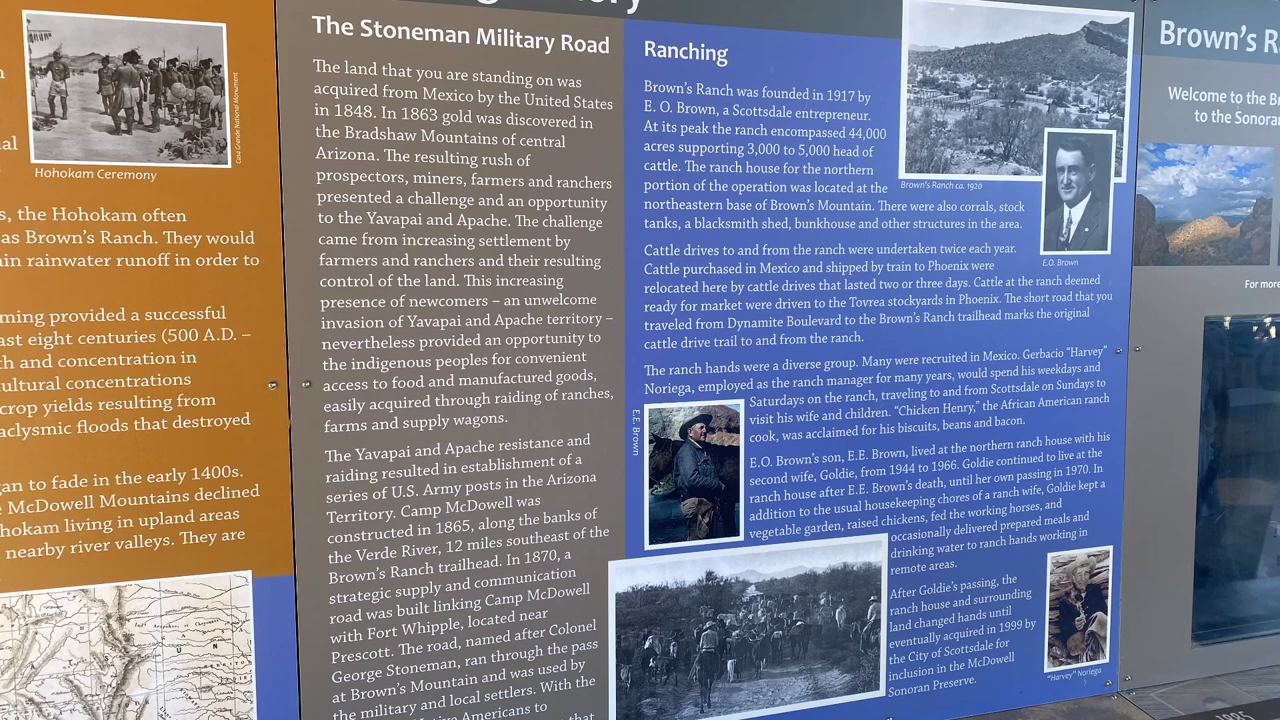 Hohokam Ceremony
Casa Grande National Monument
s, the Hohokam often
as Brown's Ranch. They would
ain rainwater runoff in order to
ming provided a successful
ast eight centuries (500 A.D. –
th and concentration in
ultural concentrations
crop yields resulting from
aclysmic floods that destroyed
gan to fade in the early 1400s.
McDowell Mountains declined
hokam living in upland areas
nearby river valleys. They are
The Stoneman Military Road
The land that you are standing on was
acquired from Mexico by the United States
in 1848. In 1863 gold was discovered in
the Bradshaw Mountains of central
Arizona. The resulting rush of
prospectors, miners, farmers and ranchers
presented a challenge and an opportunity
to the Yavapai and Apache. The challenge
came from increasing settlement by
farmers and ranchers and their resulting
control of the land. This increasing
presence of newcomers – an unwelcome
invasion of Yavapai and Apache territory –
nevertheless provided an opportunity to
the indigenous peoples for convenient
access to food and manufactured goods,
easily acquired through raiding of ranches,
farms and supply wagons.
The Yavapai and Apache resistance and
raiding resulted in establishment of a
series of U.S. Army posts in the Arizona
Territory. Camp McDowell was
constructed in 1865, along the banks of
the Verde River, 12 miles southeast of the
Brown's Ranch trailhead. In 1870, a
strategic supply and communication
road was built linking Camp McDowell
with Fort Whipple, located near
Prescott. The road, named after Colonel
George Stoneman, ran through the pass
at Brown's Mountain and was used by
the military and local settlers. With the
Native Americans to
that
Ranching
Brown's Ranch was founded in 1917 by
E. O. Brown, a Scottsdale entrepreneur.
At its peak the ranch encompassed 44,000
acres supporting 3,000 to 5,000 head of
cattle. The ranch house for the northern
portion of the operation was located at the
northeastern base of Brown's Mountain. There were also corrals, stock
tanks, a blacksmith shed, bunkhouse and other structures in the area.
Brown's Ranch ca. 1920
E.O. Brown
Cattle drives to and from the ranch were undertaken twice each year.
Cattle purchased in Mexico and shipped by train to Phoenix were
relocated here by cattle drives that lasted two or three days. Cattle at the ranch deemed
ready for market were driven to the Tovrea stockyards in Phoenix. The short road that you
traveled from Dynamite Boulevard to the Brown's Ranch trailhead marks the original
cattle drive trail to and from the ranch.
The ranch hands were a diverse group. Many were recruited in Mexico. Gerbacio "Harvey"
Noriega, employed as the ranch manager for many years, would spend his weekdays and
Saturdays on the ranch, traveling to and from Scottsdale on Sundays to
visit his wife and children. "Chicken Henry," the African American ranch
cook, was acclaimed for his biscuits, beans and bacon.
E.E. Brown
E.O. Brown's son, E.E. Brown, lived at the northern ranch house with his
second wife, Goldie, from 1944 to 1966. Goldie continued to live at the
ranch house after E.E. Brown's death, until her own passing in 1970. In
addition to the usual housekeeping chores of a ranch wife, Goldie kept a
vegetable garden, raised chickens, fed the working horses, and
occasionally delivered prepared meals and
drinking water to ranch hands working in
remote areas.
After Goldie's passing, the
ranch house and surrounding
land changed hands until
eventually acquired in 1999 by
the City of Scottsdale for
inclusion in the McDowell
Sonoran Preserve.
"Harvey" Noriega
Brown's R
Welcome to the Br
to the Sonora
For more